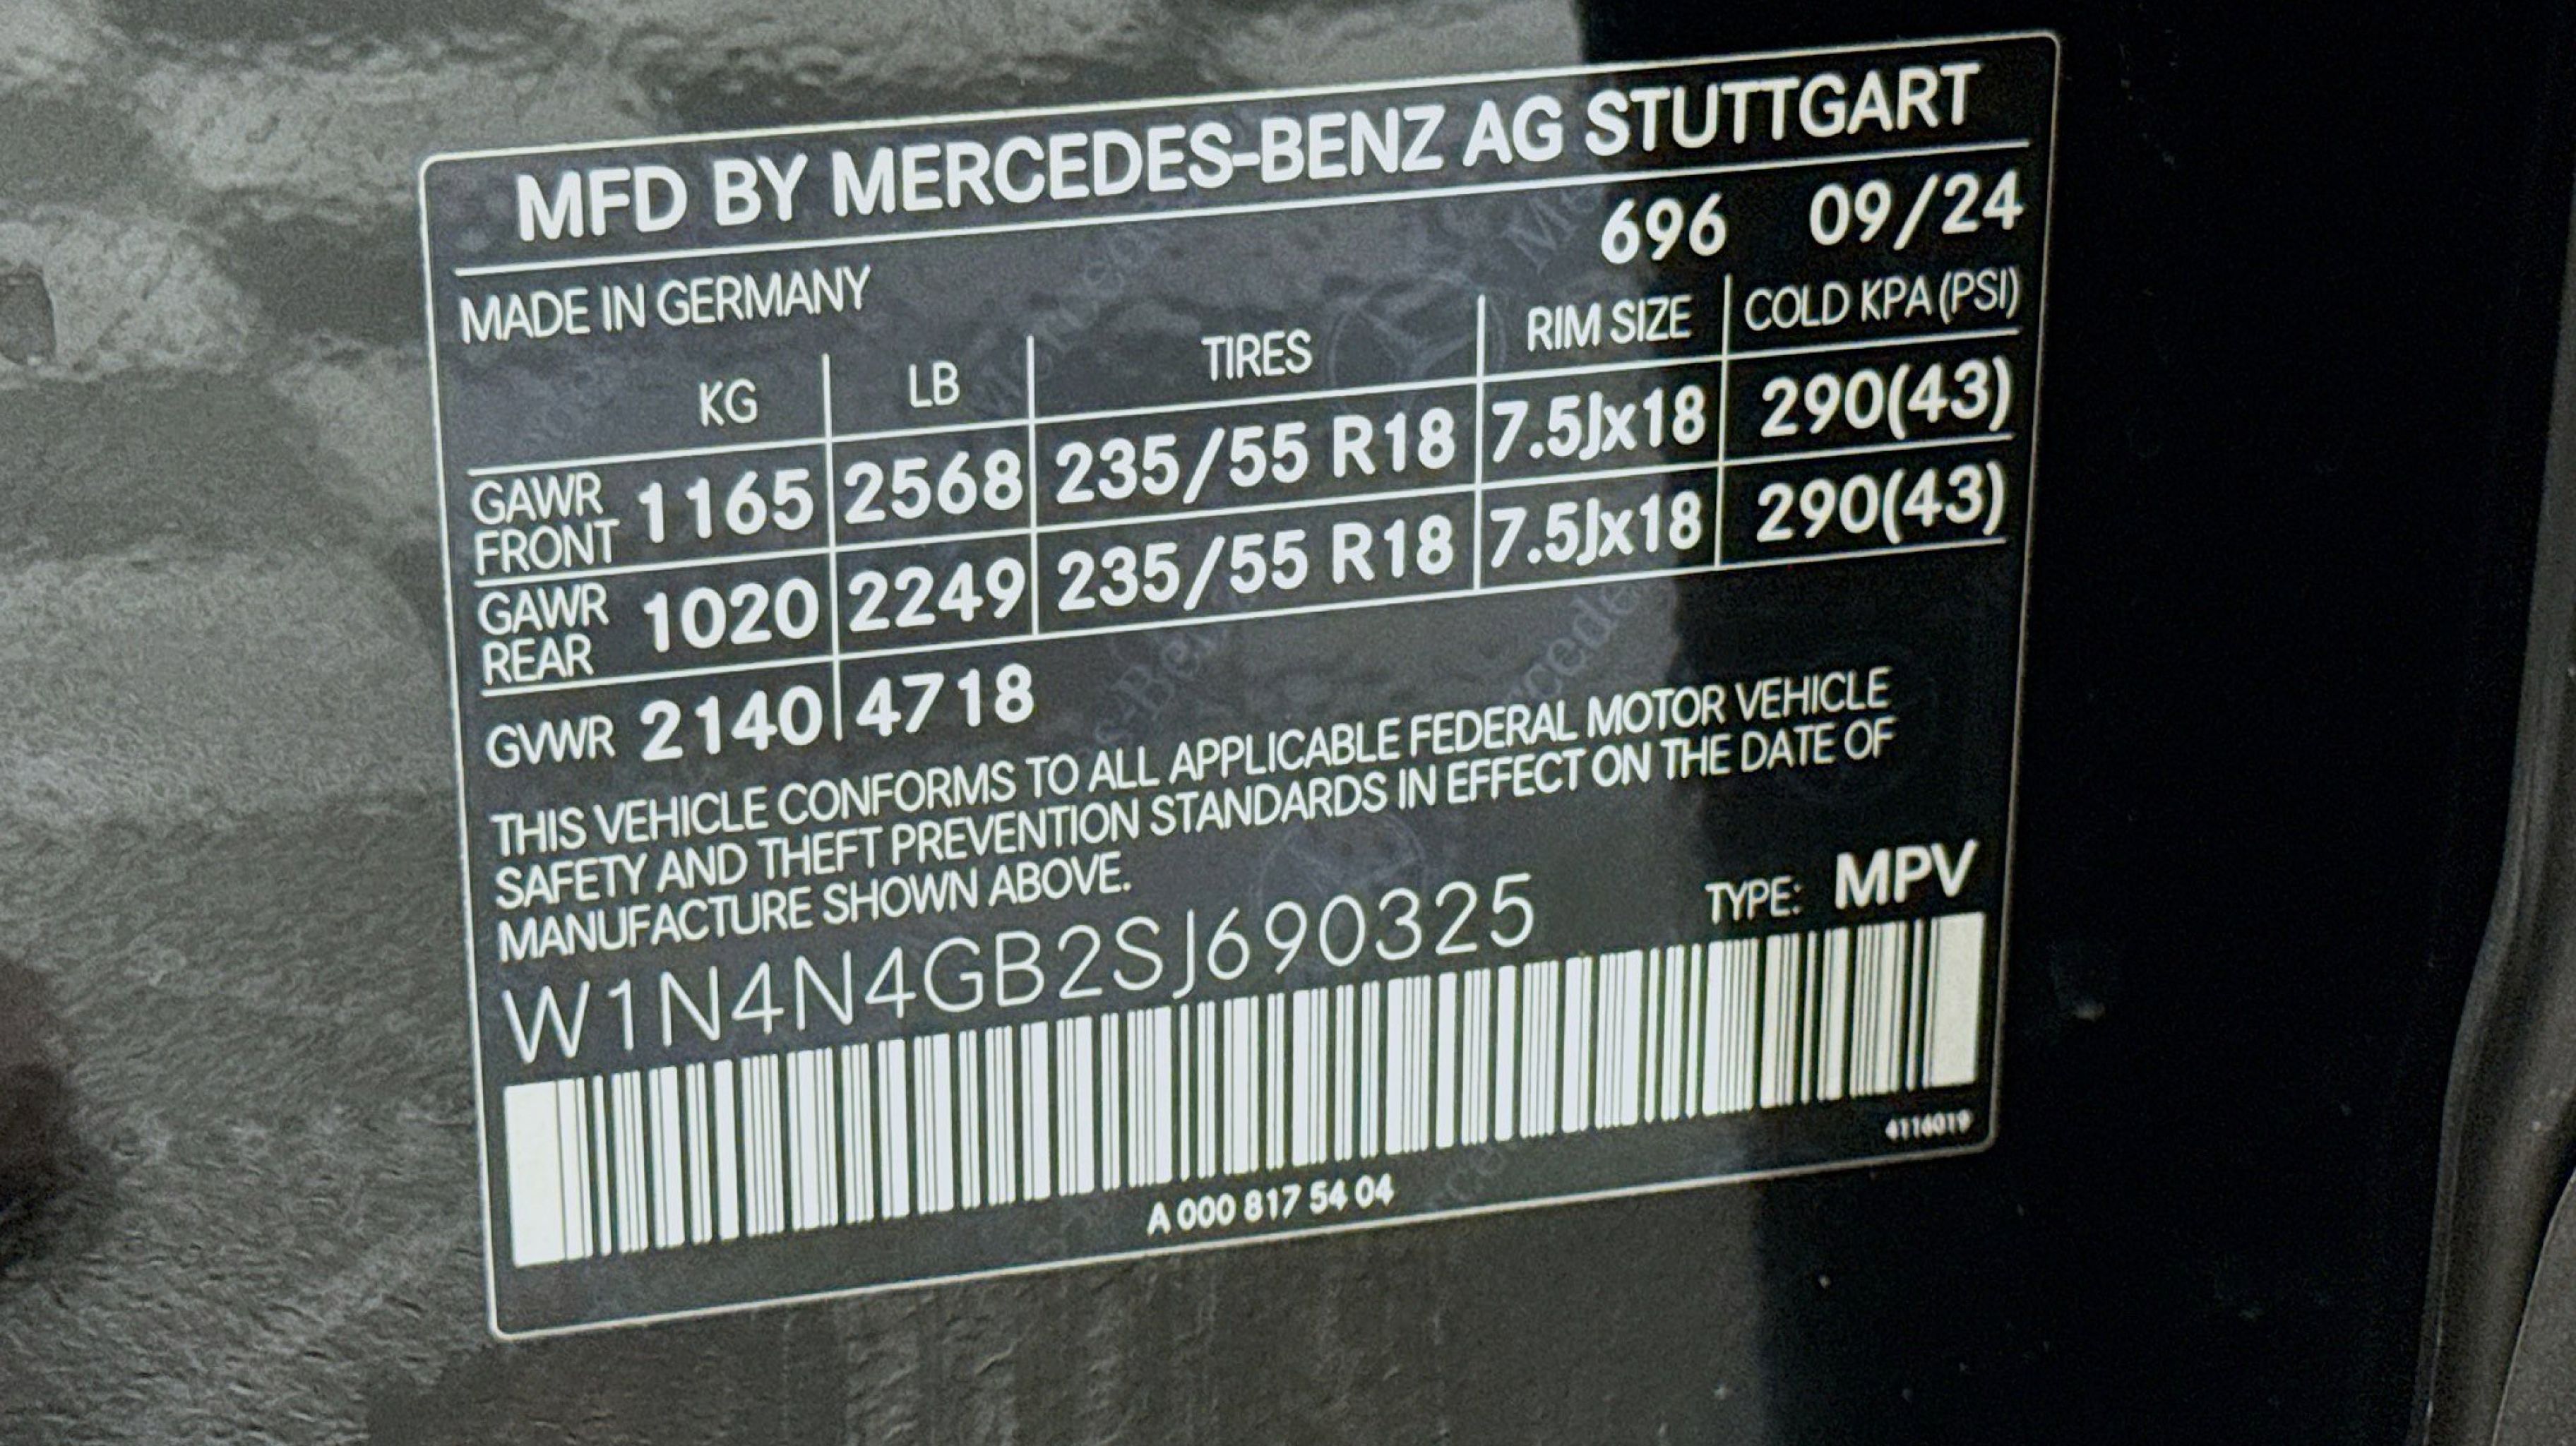 MFD BY MERCEDES-BENZ AG STUTTGART
MADE IN GERMANY 696 09/24
KG LB TIRES RIM SIZE COLD KPA (PSI)
GAWR FRONT 1165 2568 235/55 R18 7.5Jx18 290(43)
GAWR REAR 1020 2249 235/55 R18 7.5Jx18 290(43)
GVWR 2140 4718
THIS VEHICLE CONFORMS TO ALL APPLICABLE FEDERAL MOTOR VEHICLE
SAFETY AND THEFT PREVENTION STANDARDS IN EFFECT ON THE DATE OF
MANUFACTURE SHOWN ABOVE.
W1N4N4GB2SJ690325 TYPE: MPV
4114019
A 000 817 54 04